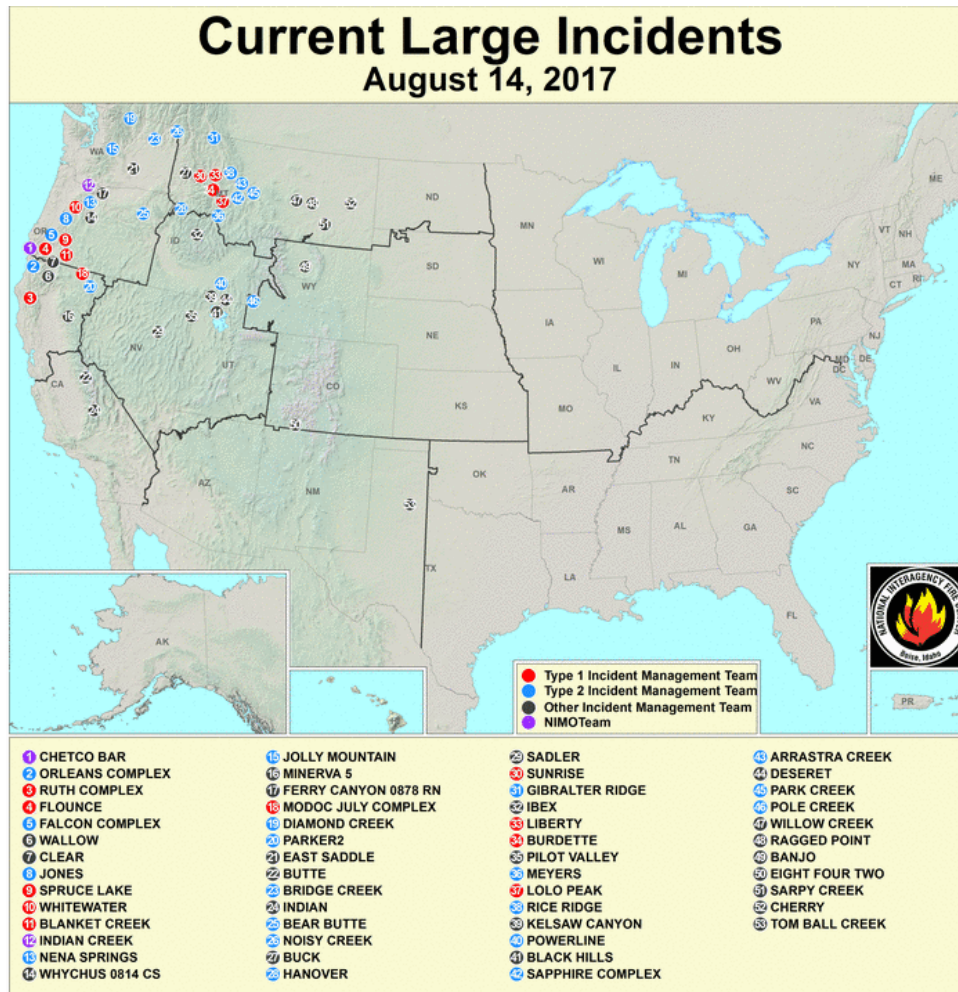 Current Large Incidents
August 14, 2017
WA
OR
ID
MT
ND
SD
WY
NE
NV
UT
CO
KS
CA
AZ
NM
OK
TX
MN
WI
MI
IA
IL
IN
OH
MO
KY
WV
VA
TN
NC
AR
SC
MS
AL
GA
LA
FL
PA
NY
VT
NH
ME
MA
CT
RI
NJ
MD
DE
DC
AK
PR
NATIONAL INTERAGENCY FIRE CENTER
Boise, Idaho
Type 1 Incident Management Team
Type 2 Incident Management Team
Other Incident Management Team
NIMOTeam
1 CHETCO BAR
2 ORLEANS COMPLEX
3 RUTH COMPLEX
4 FLOUNCE
5 FALCON COMPLEX
6 WALLOW
7 CLEAR
8 JONES
9 SPRUCE LAKE
10 WHITEWATER
11 BLANKET CREEK
12 INDIAN CREEK
13 NENA SPRINGS
14 WHYCHUS 0814 CS
15 JOLLY MOUNTAIN
16 MINERVA 5
17 FERRY CANYON 0878 RN
18 MODOC JULY COMPLEX
19 DIAMOND CREEK
20 PARKER2
21 EAST SADDLE
22 BUTTE
23 BRIDGE CREEK
24 INDIAN
25 BEAR BUTTE
26 NOISY CREEK
27 BUCK
28 HANOVER
29 SADLER
30 SUNRISE
31 GIBRALTER RIDGE
32 IBEX
33 LIBERTY
34 BURDETTE
35 PILOT VALLEY
36 MEYERS
37 LOLO PEAK
38 RICE RIDGE
39 KELSAW CANYON
40 POWERLINE
41 BLACK HILLS
42 SAPPHIRE COMPLEX
43 ARRASTRA CREEK
44 DESERET
45 PARK CREEK
46 POLE CREEK
47 WILLOW CREEK
48 RAGGED POINT
49 BANJO
50 EIGHT FOUR TWO
51 SARPY CREEK
52 CHERRY
53 TOM BALL CREEK